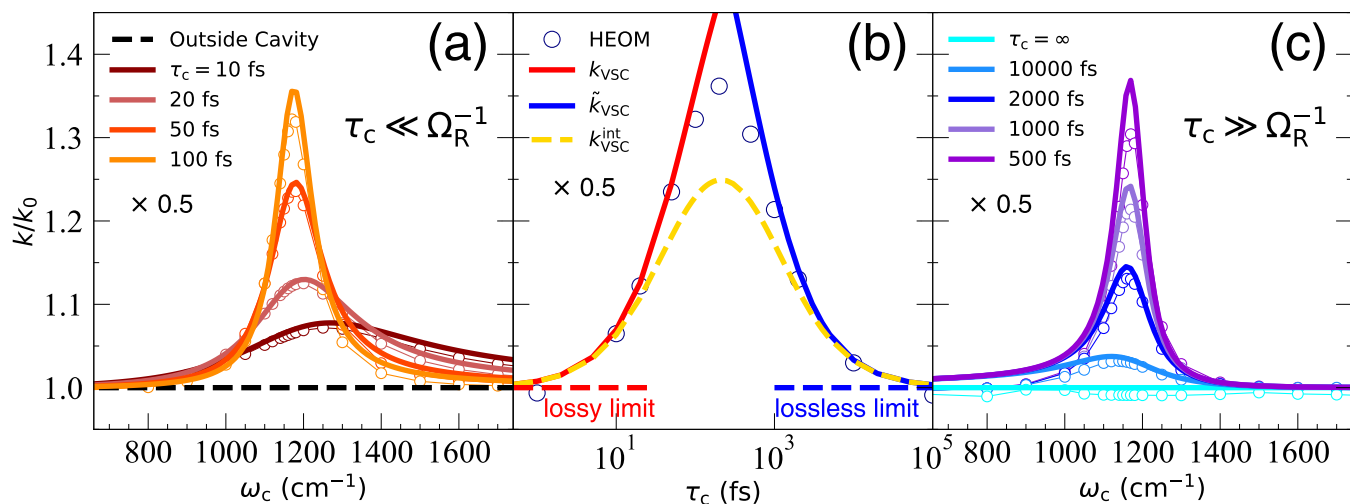 (a)
Outside Cavity
τc = 10 fs
20 fs
50 fs
100 fs
τc ≪ ΩR⁻¹
× 0.5
k/k0
1.4
1.3
1.2
1.1
1.0
800 1000 1200 1400 1600
ωc (cm⁻¹)
(b)
HEOM
kVSC
k̃VSC
kVSC^int
× 0.5
lossy limit
lossless limit
10¹ 10³ 10⁵
τc (fs)
(c)
τc = ∞
10000 fs
2000 fs
1000 fs
500 fs
τc ≫ ΩR⁻¹
× 0.5
800 1000 1200 1400 1600
ωc (cm⁻¹)